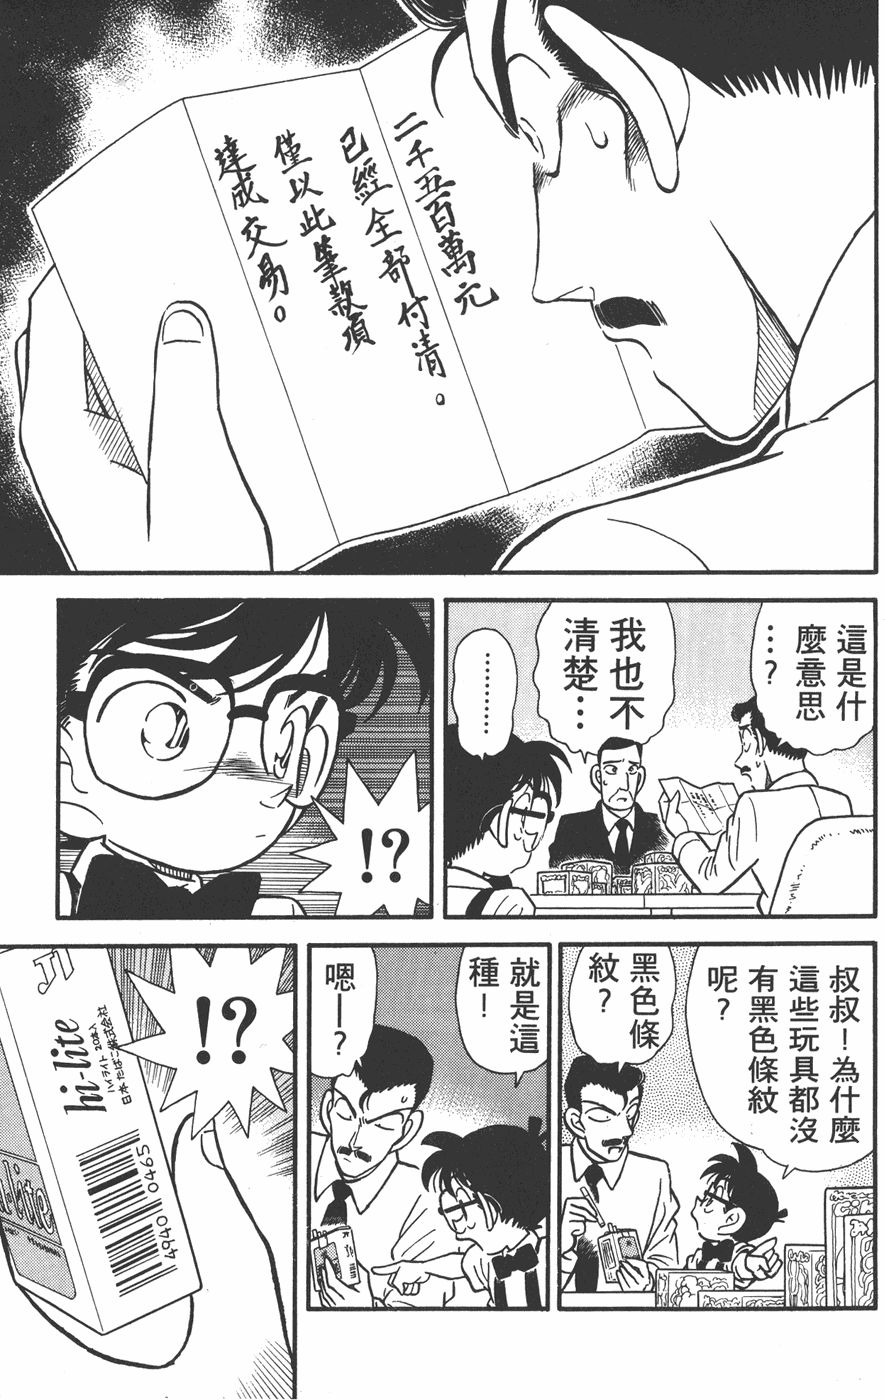 二千五百萬元
已經全部付清。
僅以此筆款項
達成交易。
這是什
麼意思
…?
我也不
清楚…
………
!?
叔叔!為什麼
這些玩具都沒
有黑色條紋
呢?
黑色條
紋?
就是這
種!
嗯—?
!?
JT
hi-lite
ハイライト 20本入
日本たばこ株式会社
4940 0465
hi-lite